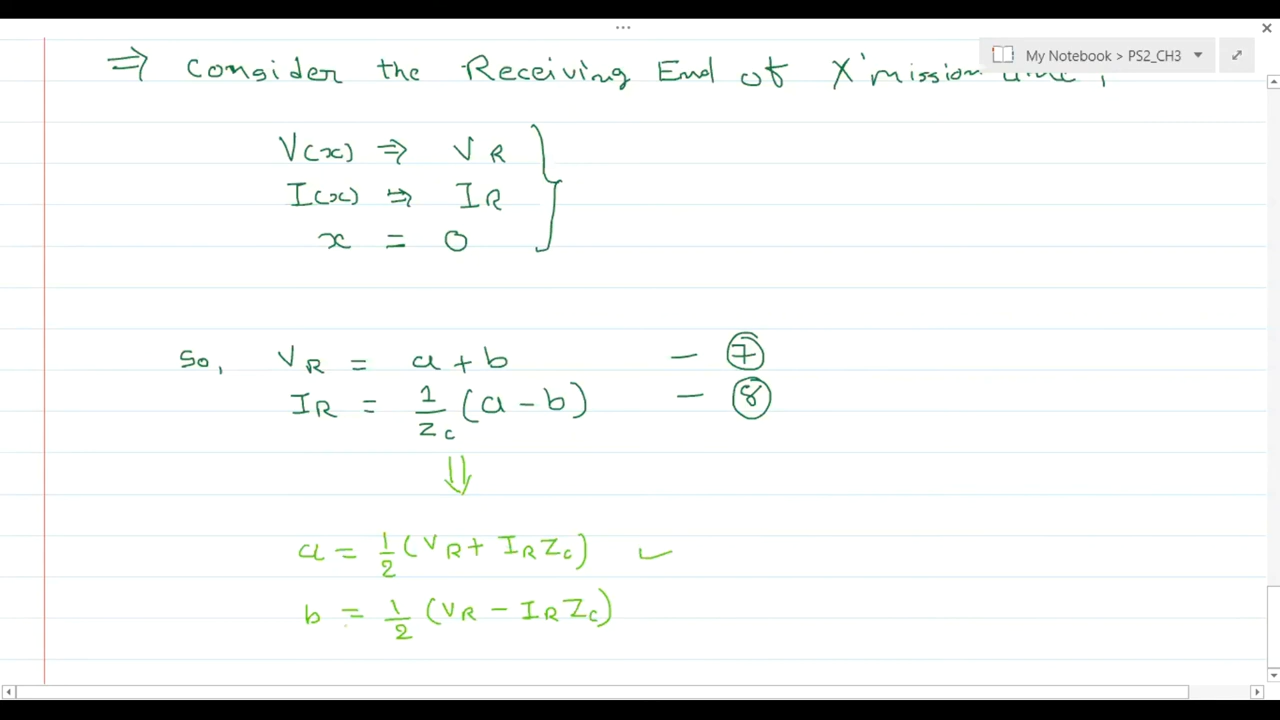 My Notebook > PS2_CH3
⇒ Consider the Receiving End of X'mission
V(x) ⇒ VR
I(x) ⇒ IR
x = 0
So, VR = a + b — 7
IR = 1/Zc (a - b) — 8
⇓
a = 1/2 (VR + IR Zc) ✓
b = 1/2 (VR - IR Zc)